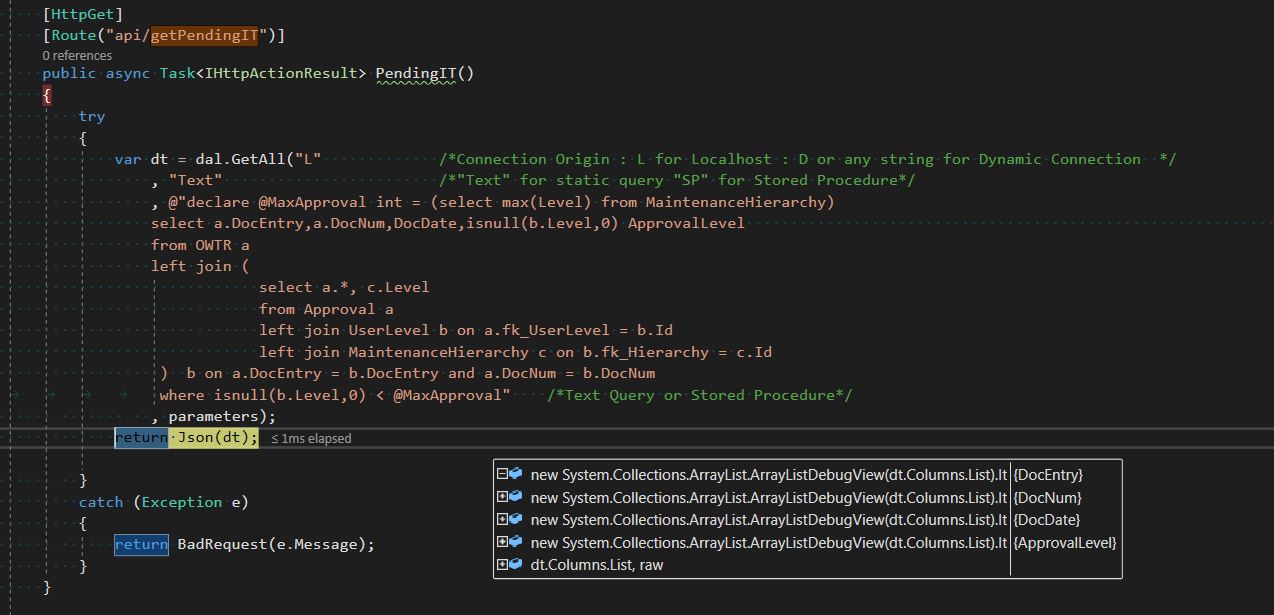 [HttpGet]
[Route("api/getPendingIT")]
0 references
public async Task<IHttpActionResult> PendingIT()
{
try
{
var dt = dal.GetAll("L" /*Connection Origin : L for Localhost : D or any string for Dynamic Connection */
, "Text" /*"Text" for static query "SP" for Stored Procedure*/
, @"declare @MaxApproval int = (select max(Level) from MaintenanceHierarchy)
select a.DocEntry,a.DocNum,DocDate,isnull(b.Level,0) ApprovalLevel
from OWTR a
left join (
select a.*, c.Level
from Approval a
left join UserLevel b on a.fk_UserLevel = b.Id
left join MaintenanceHierarchy c on b.fk_Hierarchy = c.Id
) b on a.DocEntry = b.DocEntry and a.DocNum = b.DocNum
where isnull(b.Level,0) < @MaxApproval" /*Text Query or Stored Procedure*/
, parameters);
return Json(dt); ≤ 1ms elapsed
new System.Collections.ArrayList.ArrayListDebugView(dt.Columns.List).It {DocEntry}
}
new System.Collections.ArrayList.ArrayListDebugView(dt.Columns.List).It {DocNum}
catch (Exception e)
{
new System.Collections.ArrayList.ArrayListDebugView(dt.Columns.List).It {DocDate}
return BadRequest(e.Message);
new System.Collections.ArrayList.ArrayListDebugView(dt.Columns.List).It {ApprovalLevel}
}
dt.Columns.List, raw
}